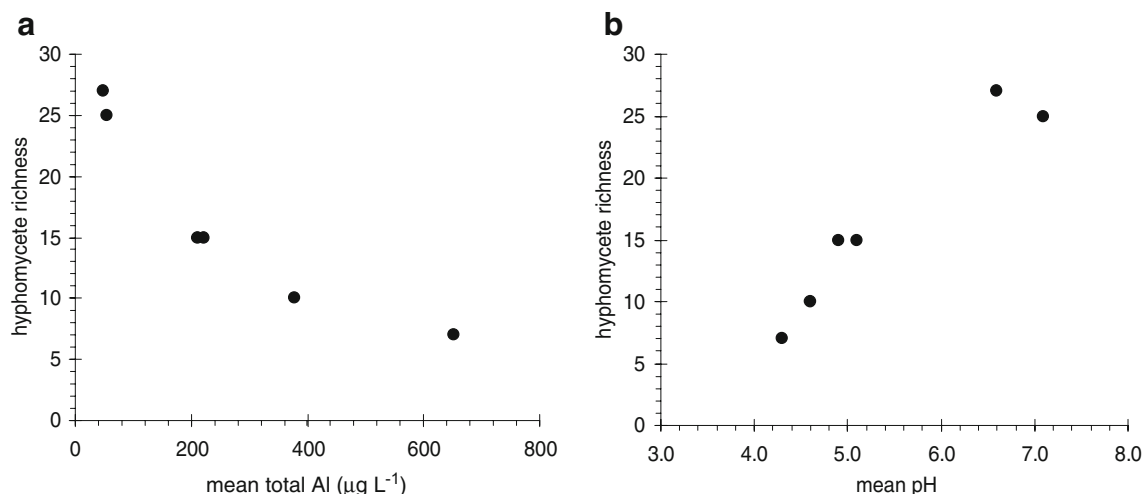 a
30
25
20
15
10
5
0
hyphomycete richness
0 200 400 600 800
mean total Al (µg L⁻¹)
b
30
25
20
15
10
5
0
hyphomycete richness
3.0 4.0 5.0 6.0 7.0 8.0
mean pH